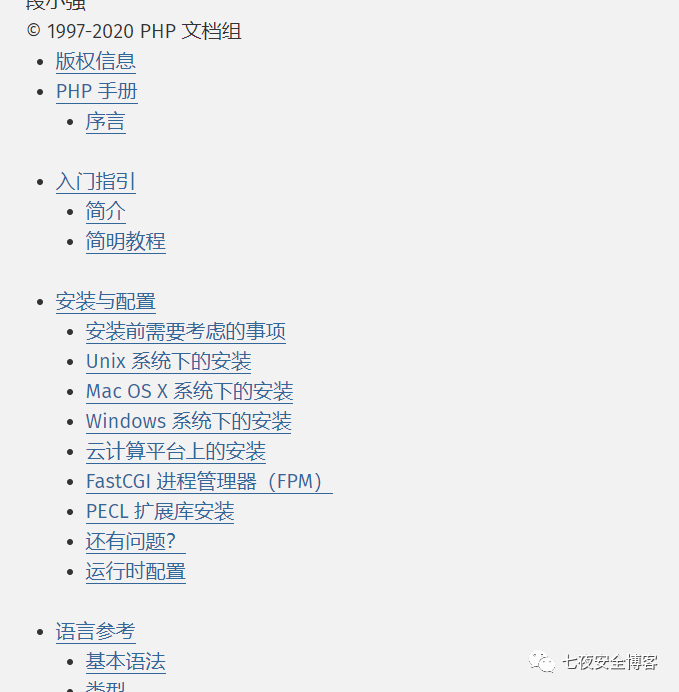 段小强
© 1997-2020 PHP 文档组
版权信息
PHP 手册
序言
入门指引
简介
简明教程
安装与配置
安装前需要考虑的事项
Unix 系统下的安装
Mac OS X 系统下的安装
Windows 系统下的安装
云计算平台上的安装
FastCGI 进程管理器（FPM）
PECL 扩展库安装
还有问题？
运行时配置
语言参考
基本语法
类型
七夜安全博客